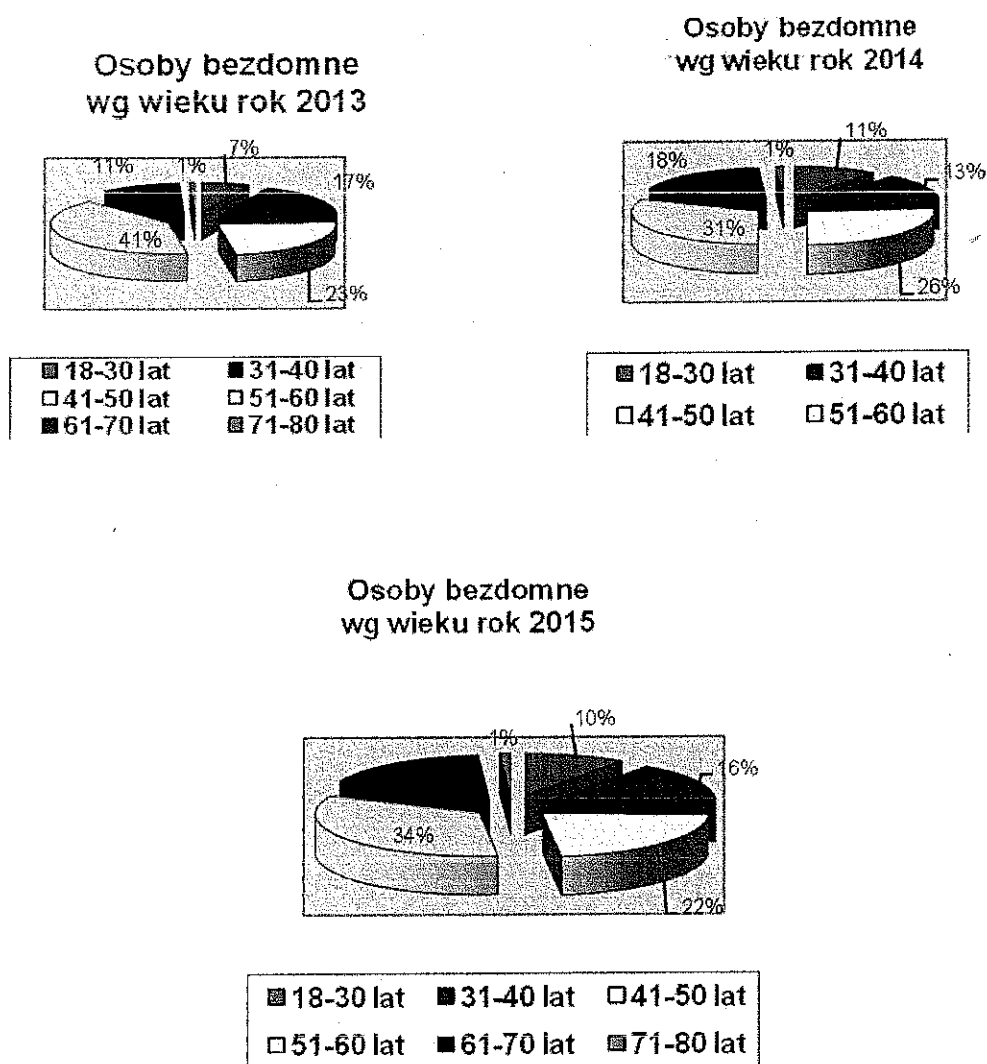 Osoby bezdomne
wg wieku rok 2013
11% 1% 7%
17%
41%
23%
18-30 lat 31-40 lat
41-50 lat 51-60 lat
61-70 lat 71-80 lat
Osoby bezdomne
wg wieku rok 2014
18% 1% 11%
13%
31%
26%
18-30 lat 31-40 lat
41-50 lat 51-60 lat
Osoby bezdomne
wg wieku rok 2015
1% 10%
16%
34%
22%
18-30 lat 31-40 lat 41-50 lat
51-60 lat 61-70 lat 71-80 lat